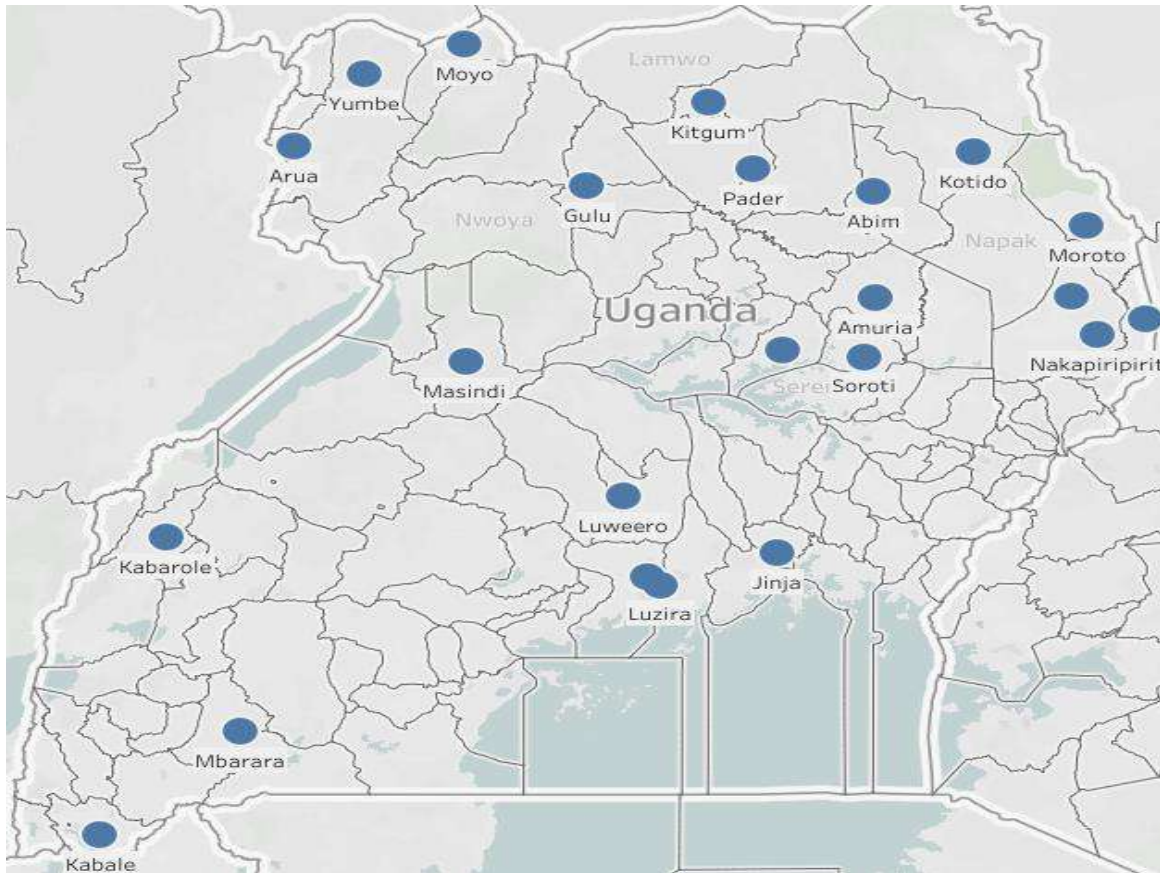 Lamwo
Moyo
Yumbe
Kitgum
Arua
Pader
Kotido
Abim
Gulu
Nwoya
Napak
Moroto
Uganda
Amuria
Nakapiripirit
Masindi
Serei
Soroti
Luweero
Kabarole
Jinja
Luzira
Mbarara
Kabale